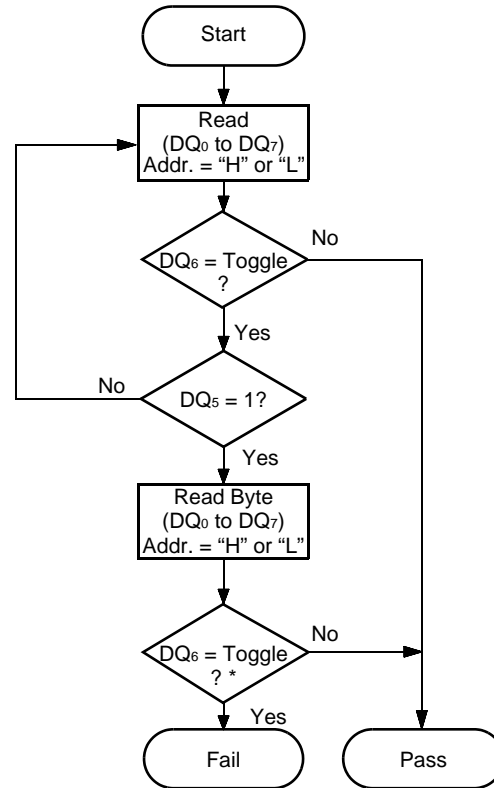 Start
Read
(DQ0 to DQ7)
Addr. = “H” or “L”
No
DQ6 = Toggle
?
Yes
No
DQ5 = 1?
Yes
Read Byte
(DQ0 to DQ7)
Addr. = “H” or “L”
No
DQ6 = Toggle
? *
Yes
Fail
Pass